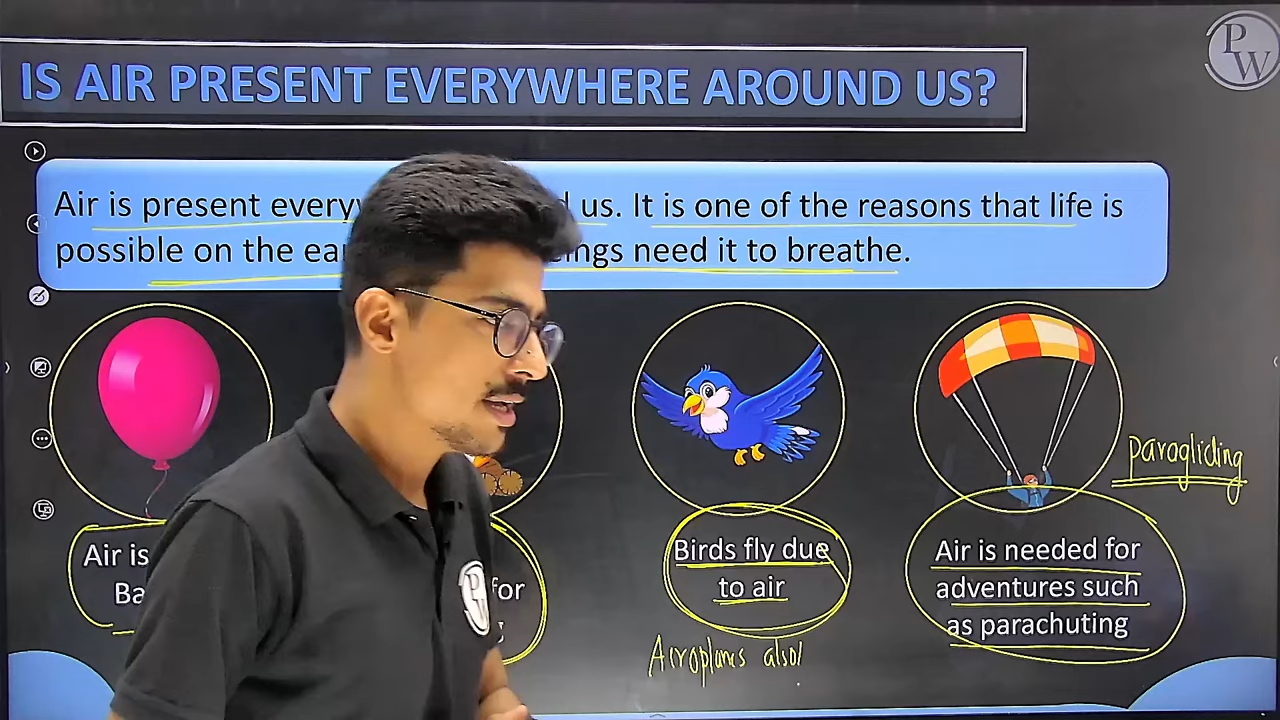 P
W
IS AIR PRESENT EVERYWHERE AROUND US?
Air is present everyw us. It is one of the reasons that life is
possible on the ea ings need it to breathe.
paragliding
Air is
Ba
for
Birds fly due
to air
Air is needed for
adventures such
as parachuting
Aeroplanes also!
PW